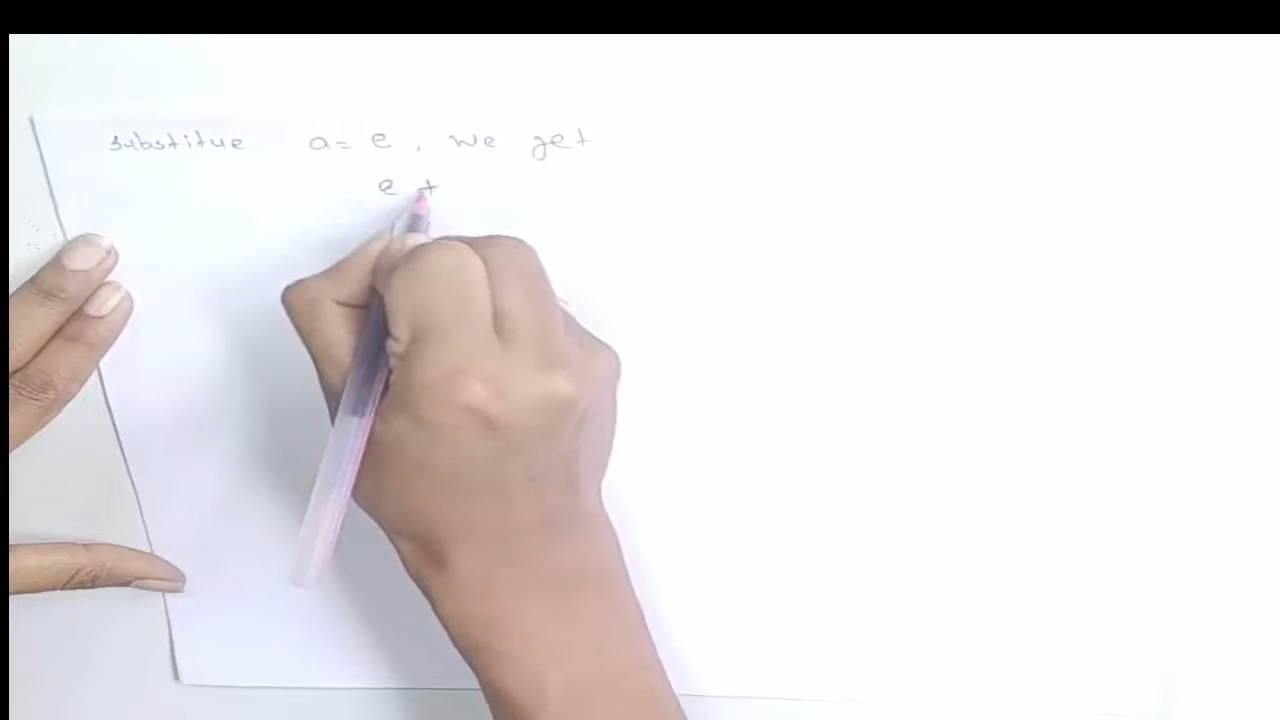 substitue a = e , we get
e +